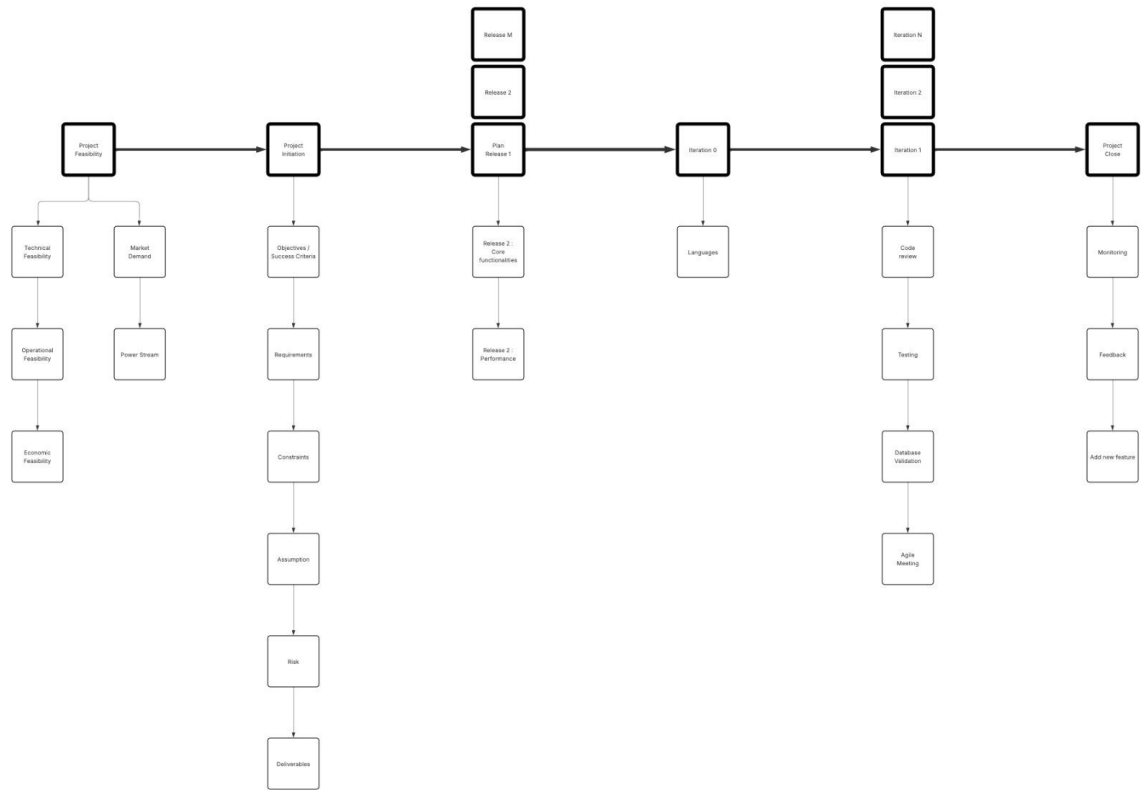 Release M
Iteration N
Release 2
Iteration 2
Project
Feasibility
Project
Initiation
Plan
Release 1
Iteration 0
Iteration 1
Project
Close
Technical
Feasibility
Market
Demand
Objectives /
Success Criteria
Release 2 :
Core
functionalities
Languages
Code
review
Monitoring
Operational
Feasibility
Power Stream
Requirements
Release 2 :
Performance
Testing
Feedback
Economic
Feasibility
Constraints
Database
Validation
Add new feature
Assumption
Agile
Meeting
Risk
Deliverables